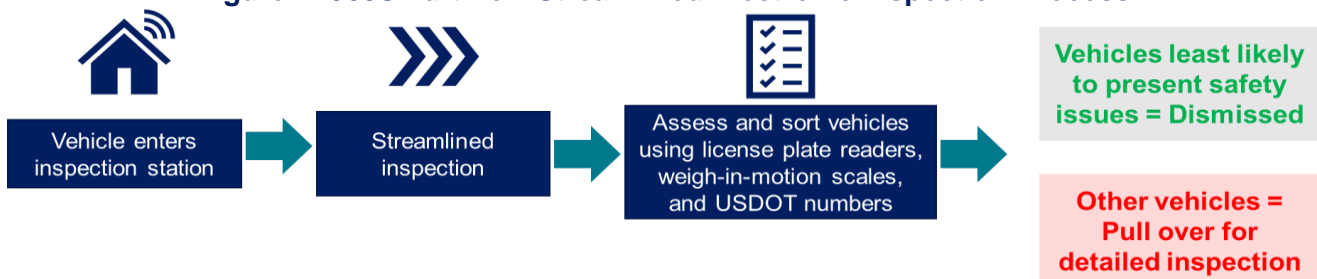 Vehicle enters
inspection station
Streamlined
inspection
Assess and sort vehicles
using license plate readers,
weigh-in-motion scales,
and USDOT numbers
Vehicles least likely
to present safety
issues = Dismissed
Other vehicles =
Pull over for
detailed inspection